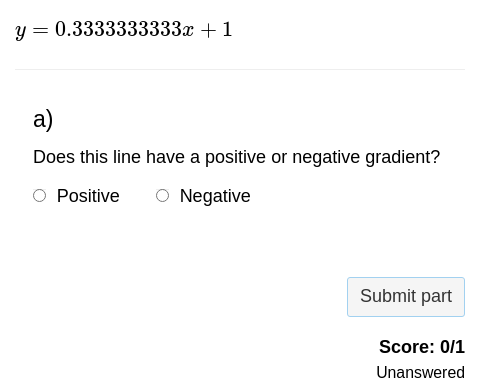 y = 0.3333333333x + 1
a)
Does this line have a positive or negative gradient?
Positive Negative
Submit part
Score: 0/1
Unanswered